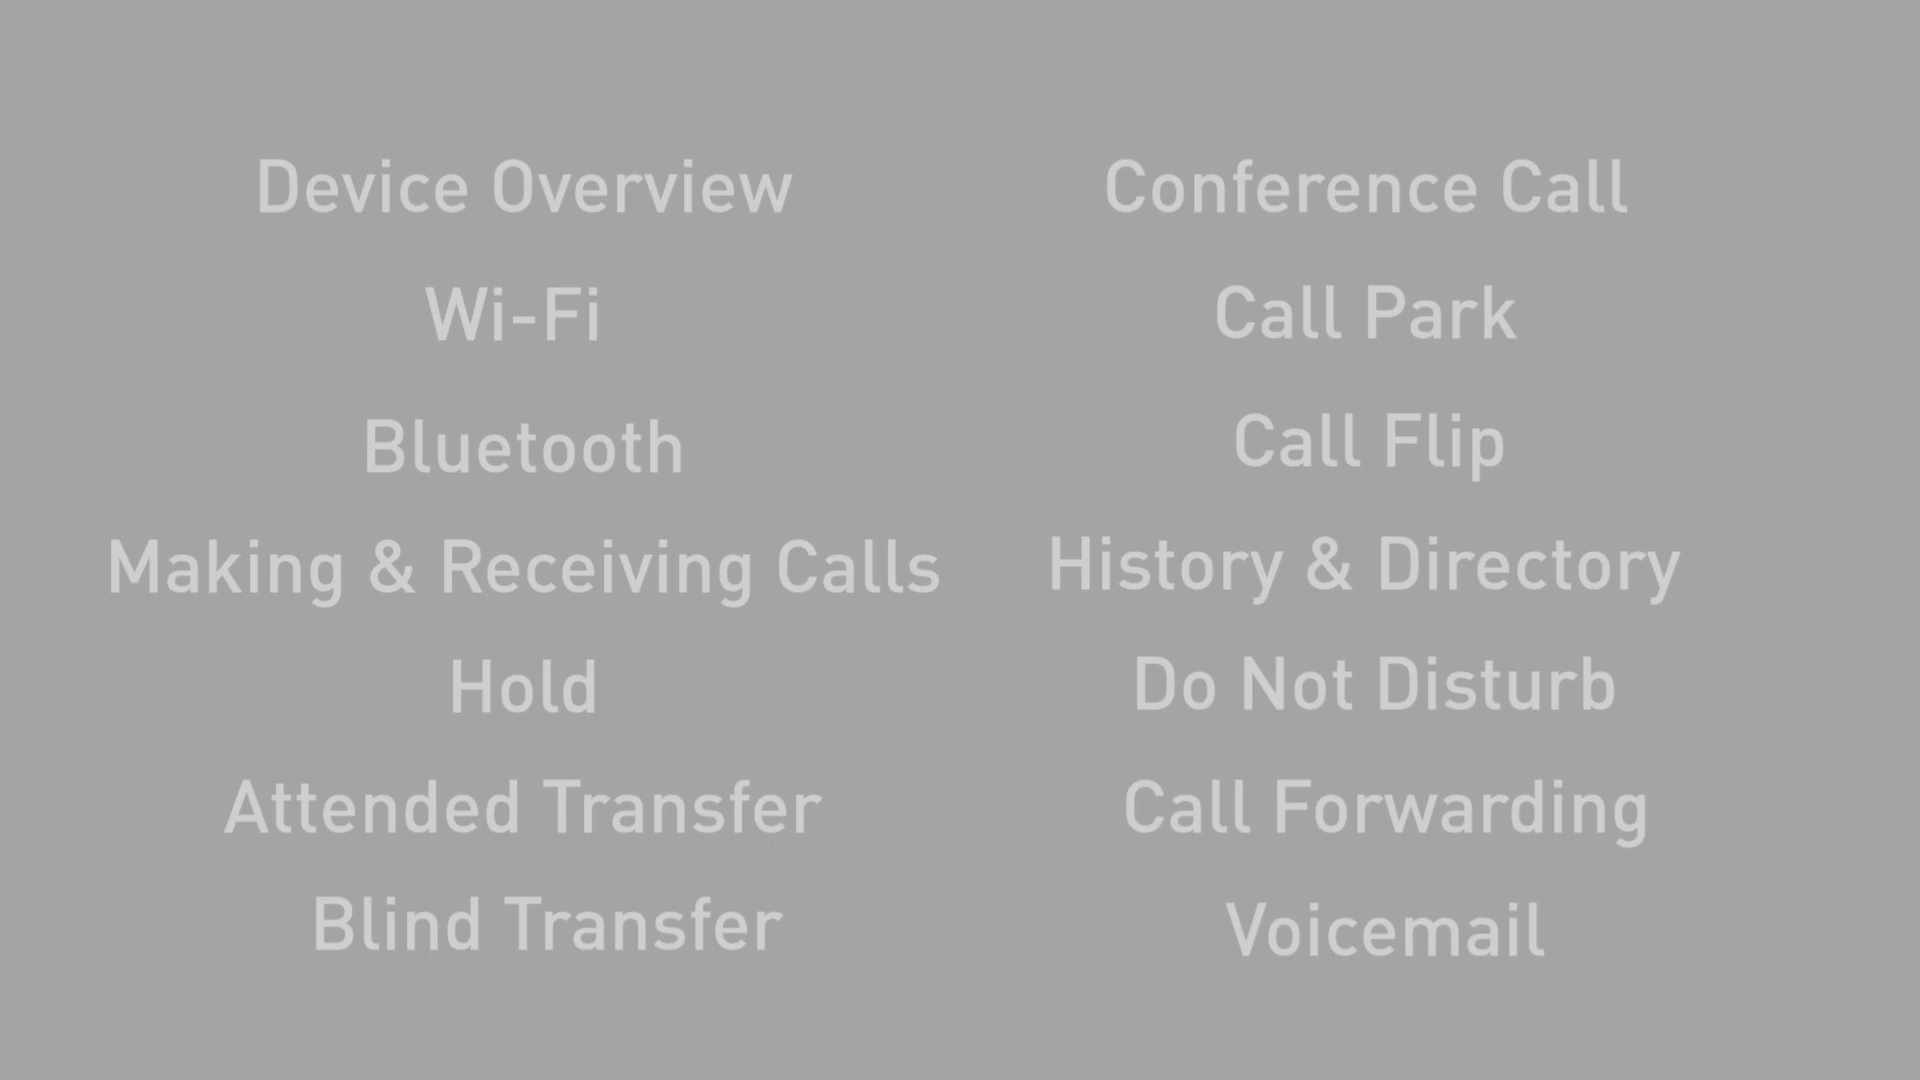 Device Overview
Wi-Fi
Bluetooth
Making & Receiving Calls
Hold
Attended Transfer
Blind Transfer
Conference Call
Call Park
Call Flip
History & Directory
Do Not Disturb
Call Forwarding
Voicemail